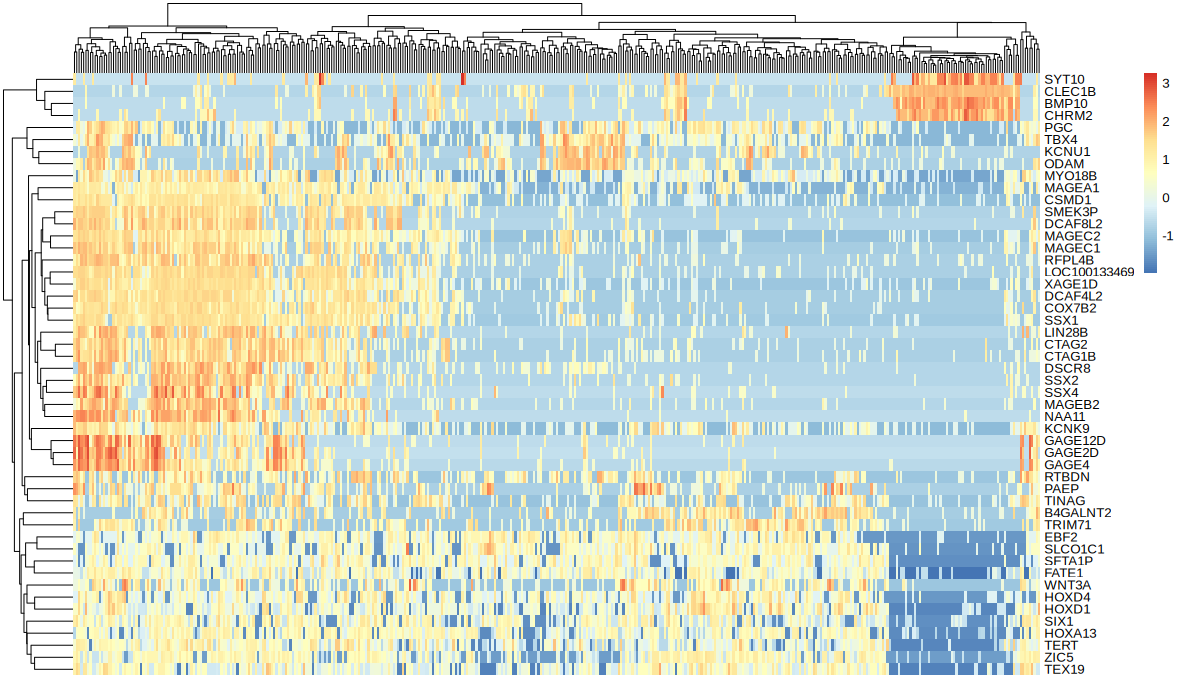 SYT10
CLEC1B
BMP10
CHRM2
PGC
TBX4
KCNU1
ODAM
MYO18B
MAGEA1
CSMD1
SMEK3P
DCAF8L2
MAGEC2
MAGEC1
RFPL4B
LOC100133469
XAGE1D
DCAF4L2
COX7B2
SSX1
LIN28B
CTAG2
CTAG1B
DSCR8
SSX2
SSX4
MAGEB2
NAA11
KCNK9
GAGE12D
GAGE2D
GAGE4
RTBDN
PAEP
TINAG
B4GALNT2
TRIM71
EBF2
SLCO1C1
SFTA1P
FATE1
WNT3A
HOXD4
HOXD1
SIX1
HOXA13
TERT
ZIC5
TEX19
3
2
1
0
-1